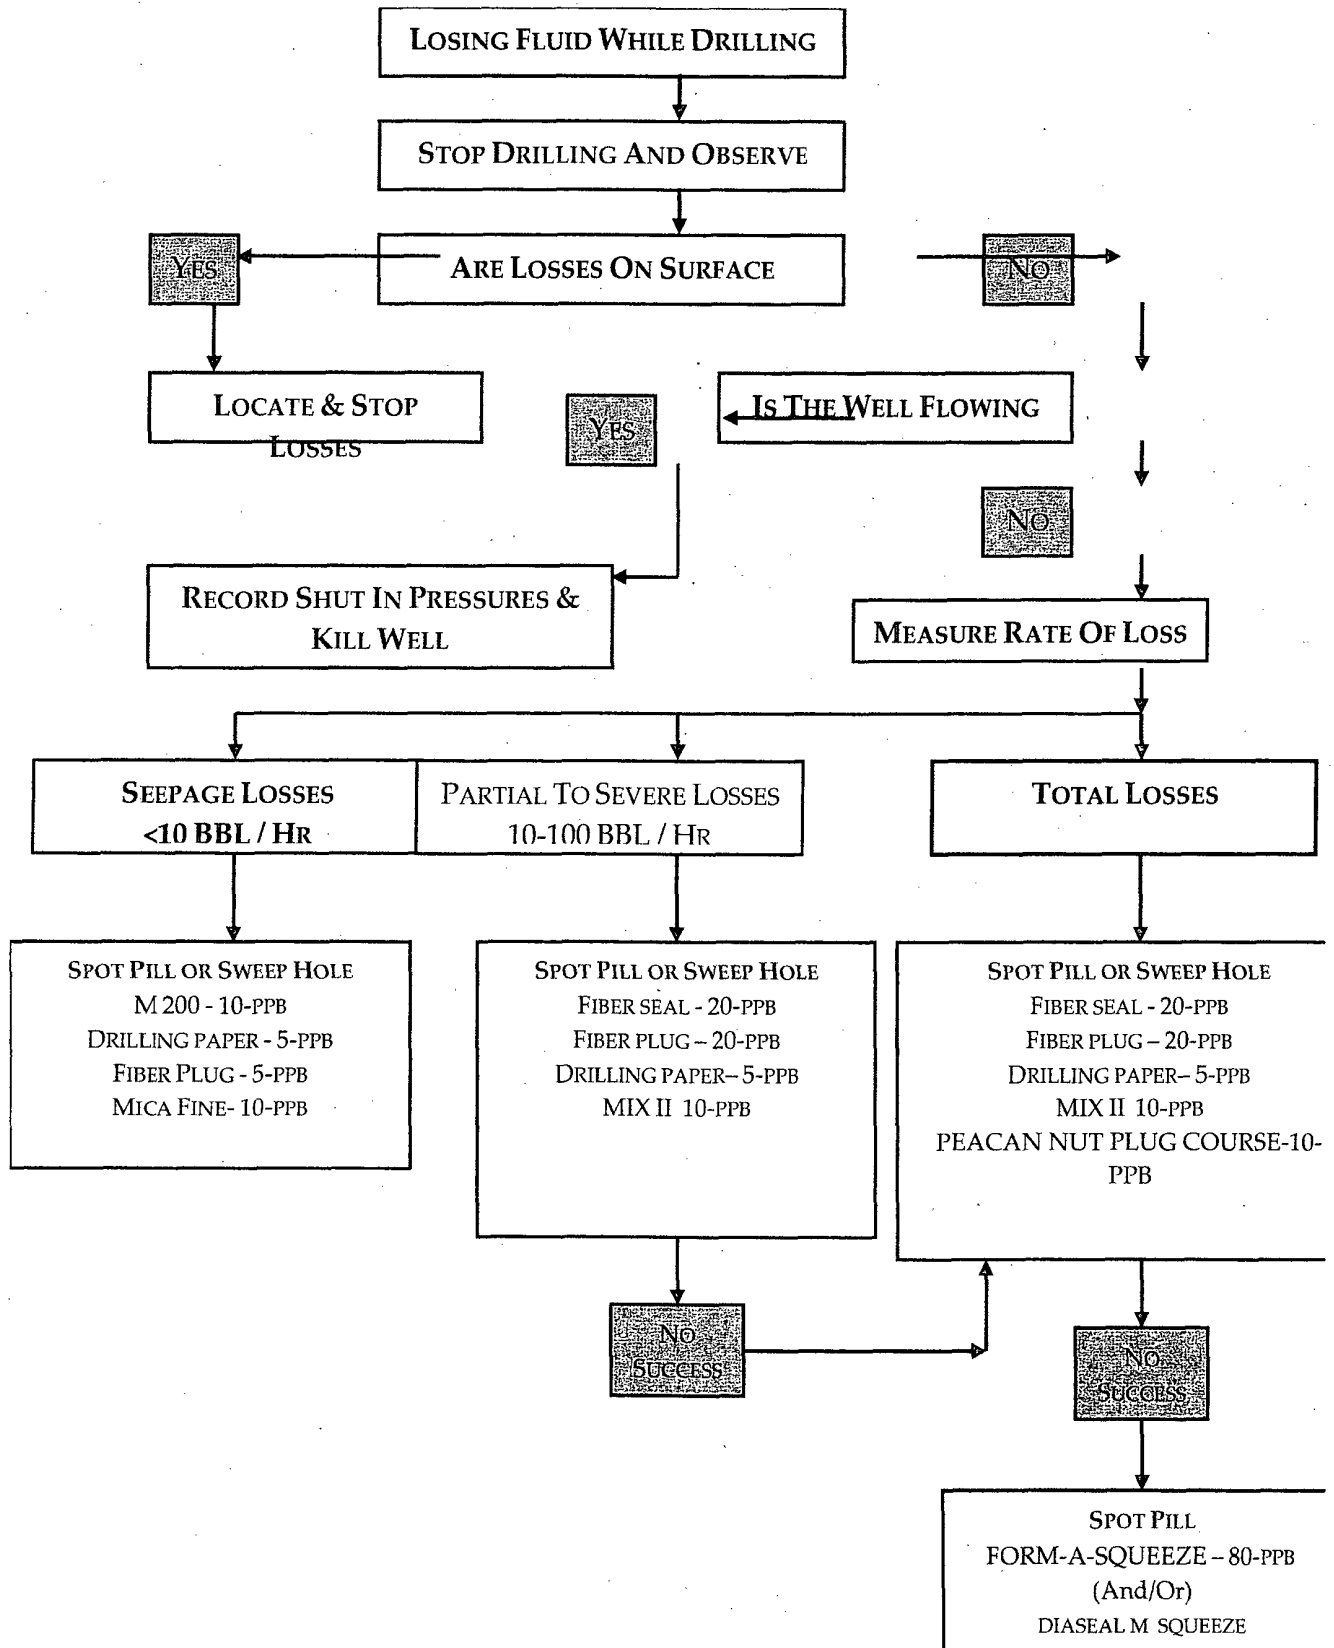 LOSING FLUID WHILE DRILLING
STOP DRILLING AND OBSERVE
YES
ARE LOSSES ON SURFACE
NO
LOCATE & STOP
LOSSES
YES
IS THE WELL FLOWING
NO
RECORD SHUT IN PRESSURES &
KILL WELL
MEASURE RATE OF LOSS
SEEPAGE LOSSES
<10 BBL / HR
PARTIAL TO SEVERE LOSSES
10-100 BBL / HR
TOTAL LOSSES
SPOT PILL OR SWEEP HOLE
M 200 - 10-PPB
DRILLING PAPER - 5-PPB
FIBER PLUG - 5-PPB
MICA FINE- 10-PPB
SPOT PILL OR SWEEP HOLE
FIBER SEAL - 20-PPB
FIBER PLUG – 20-PPB
DRILLING PAPER– 5-PPB
MIX II 10-PPB
SPOT PILL OR SWEEP HOLE
FIBER SEAL - 20-PPB
FIBER PLUG – 20-PPB
DRILLING PAPER– 5-PPB
MIX II 10-PPB
PEACAN NUT PLUG COURSE-10-
PPB
NO
SUCCESS
NO
SUCCESS
SPOT PILL
FORM-A-SQUEEZE – 80-PPB
(And/Or)
DIASEAL M SQUEEZE